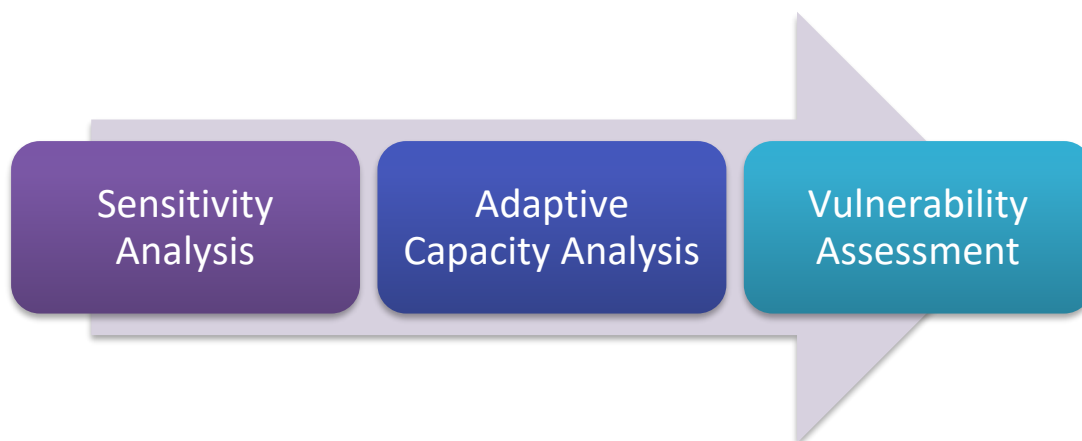 Sensitivity
Analysis
Adaptive
Capacity Analysis
Vulnerability
Assessment